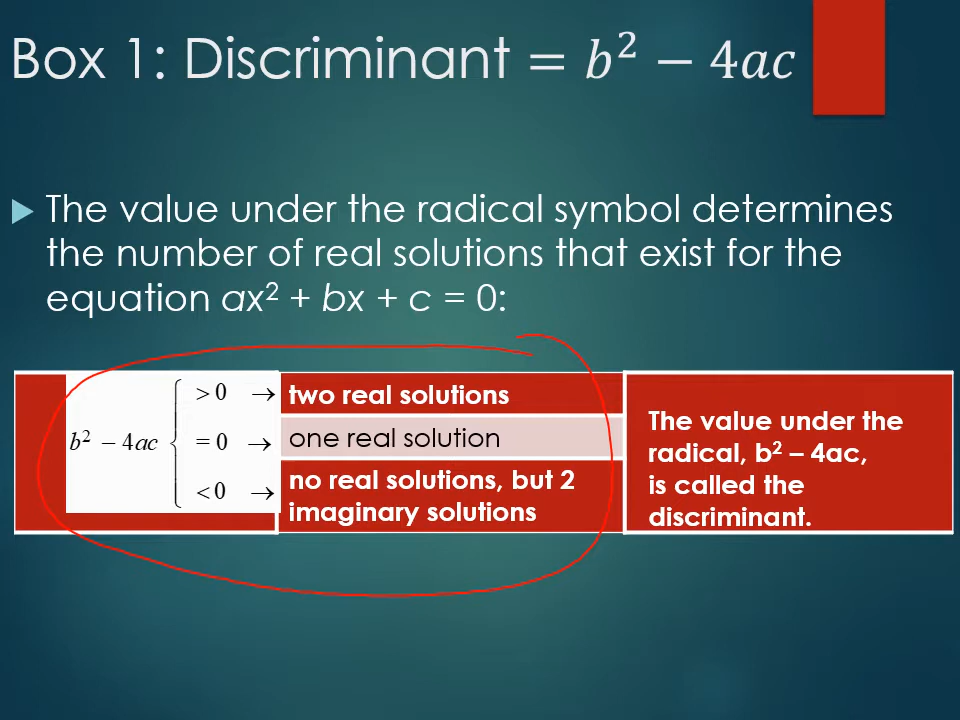 Box 1: Discriminant = b² − 4ac
The value under the radical symbol determines
the number of real solutions that exist for the
equation ax² + bx + c = 0:
b² − 4ac { > 0 → two real solutions
= 0 → one real solution
< 0 → no real solutions, but 2
imaginary solutions
The value under the
radical, b² – 4ac,
is called the
discriminant.